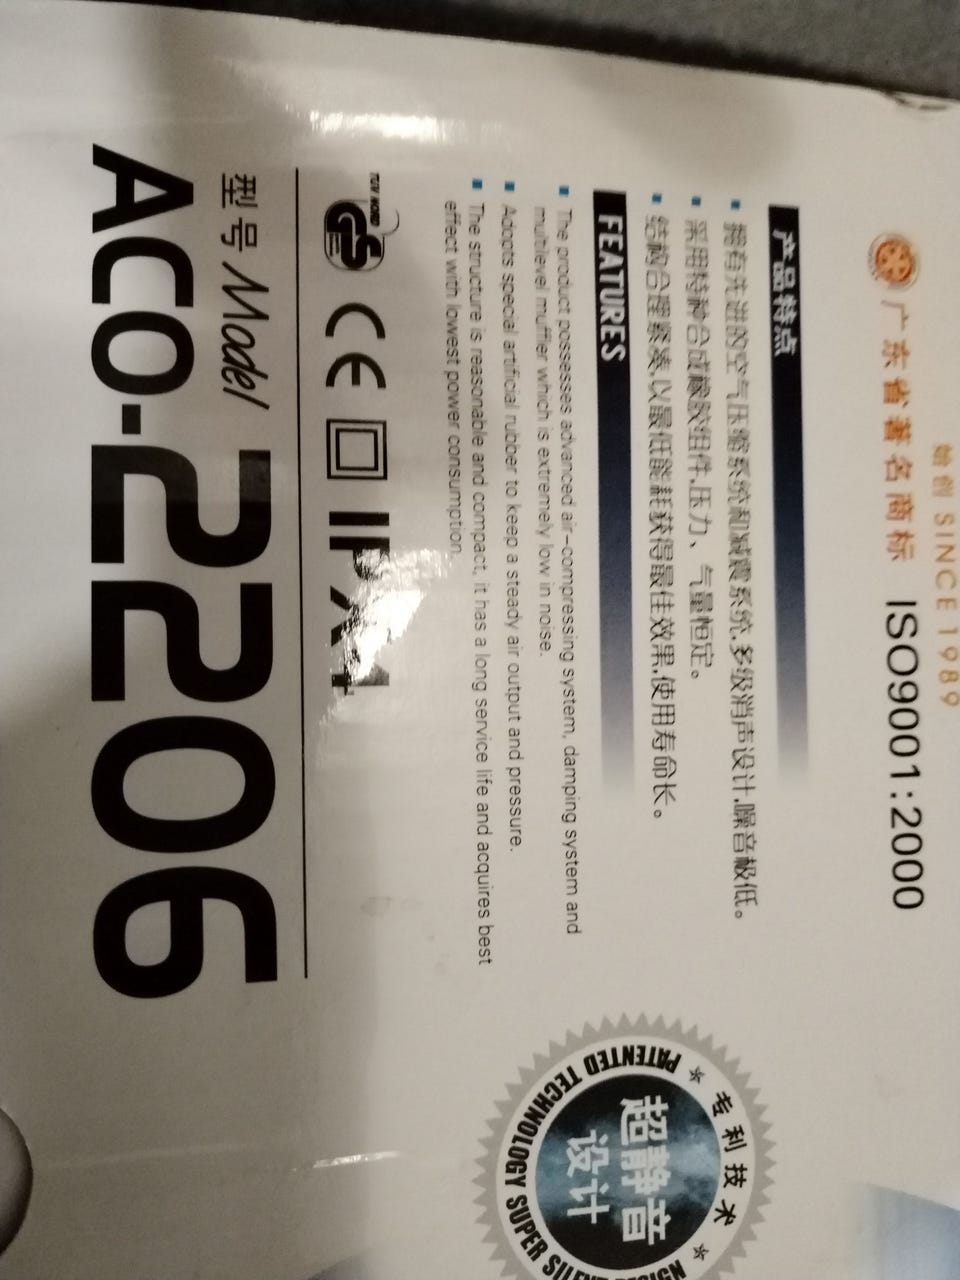 始创 SINCE 1989
广东省著名商标 ISO9001:2000
产品特点
拥有先进的空气压缩系统和减震系统,多级消声设计,噪音极低。
采用特种合成橡胶组件,压力、气量恒定。
结构合理紧凑,以最低能耗获得最佳效果,使用寿命长。
FEATURES
The product possesses advanced air-compressing system, damping system and
multilevel muffler which is extremely low in noise.
Adopts special artificial rubber to keep a steady air output and pressure.
The structure is reasonable and compact, it has a long service life and acquires best
effect with lowest power consumption.
TUV NORD
GS CE
型号 Model
ACO-2206
专利技术
超静音
设计
PATENTED TECHNOLOGY SUPER SILENT DESIGN